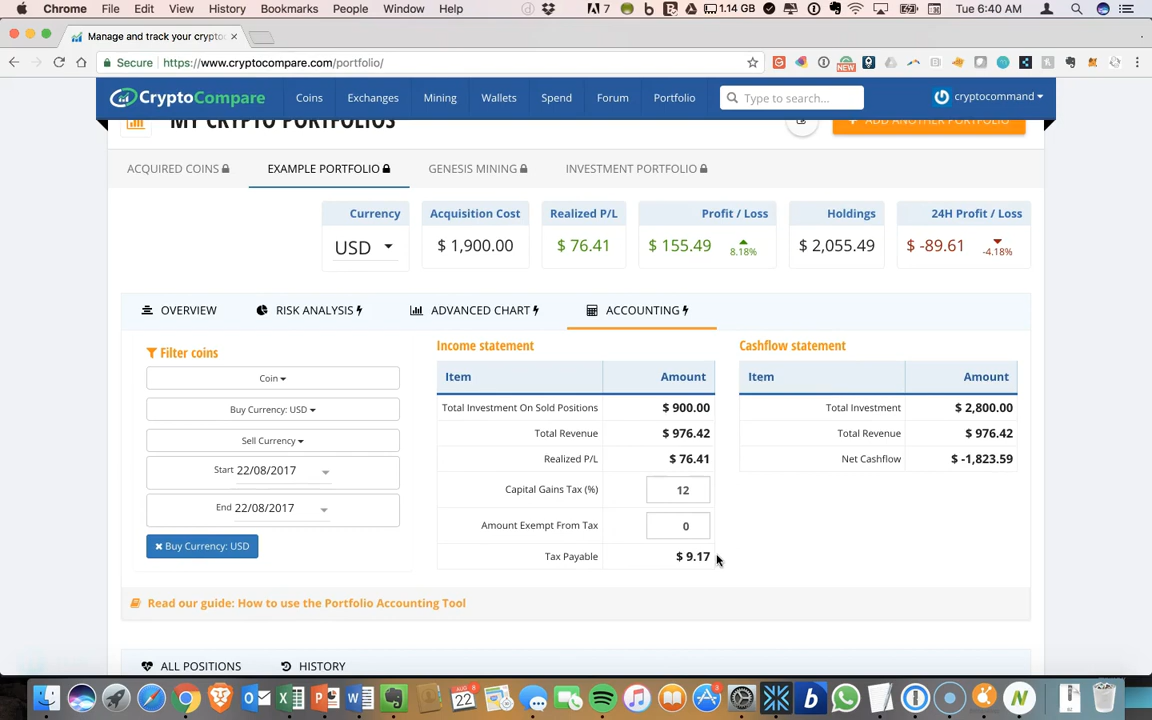 Chrome File Edit View History Bookmarks People Window Help 7 1.14 GB Tue 6:40 AM
Manage and track your crypto
Secure https://www.cryptocompare.com/portfolio/ NEW
CryptoCompare Coins Exchanges Mining Wallets Spend Forum Portfolio Type to search... cryptocommand
MY CRYPTO PORTFOLIOS + ADD ANOTHER PORTFOLIO
ACQUIRED COINS EXAMPLE PORTFOLIO GENESIS MINING INVESTMENT PORTFOLIO
Currency Acquisition Cost Realized P/L Profit / Loss Holdings 24H Profit / Loss
USD $ 1,900.00 $ 76.41 $ 155.49 8.18% $ 2,055.49 $ -89.61 -4.18%
OVERVIEW RISK ANALYSIS ADVANCED CHART ACCOUNTING
Filter coins
Coin
Buy Currency: USD
Sell Currency
Start 22/08/2017
End 22/08/2017
Buy Currency: USD
Income statement
Item Amount
Total Investment On Sold Positions $ 900.00
Total Revenue $ 976.42
Realized P/L $ 76.41
Capital Gains Tax (%) 12
Amount Exempt From Tax 0
Tax Payable $ 9.17
Cashflow statement
Item Amount
Total Investment $ 2,800.00
Total Revenue $ 976.42
Net Cashflow $ -1,823.59
Read our guide: How to use the Portfolio Accounting Tool
ALL POSITIONS HISTORY